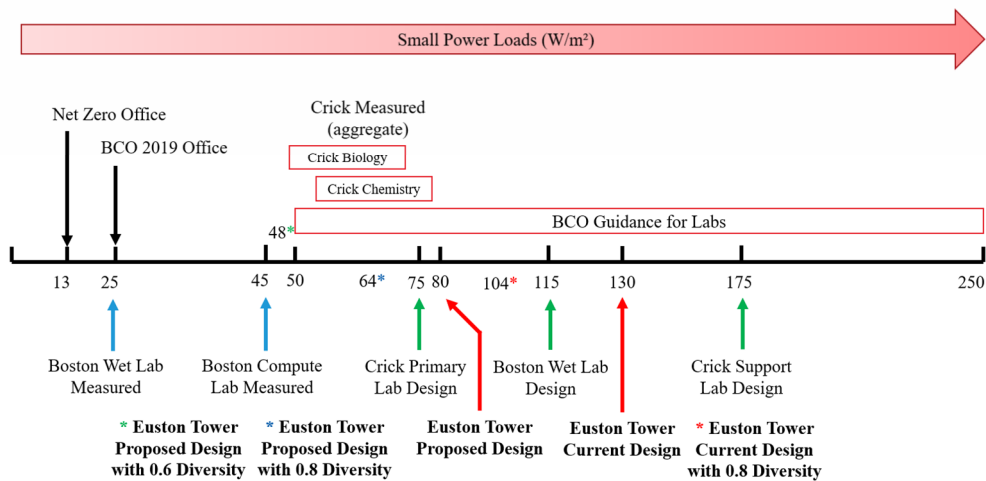 Small Power Loads (W/m²)
Net Zero Office
BCO 2019 Office
Crick Measured
(aggregate)
Crick Biology
Crick Chemistry
BCO Guidance for Labs
48*
13 25 45 50 64* 75 80 104* 115 130 175 250
Boston Wet Lab
Measured
Boston Compute
Lab Measured
Crick Primary
Lab Design
Boston Wet Lab
Design
Crick Support
Lab Design
* Euston Tower
Proposed Design
with 0.6 Diversity
* Euston Tower
Proposed Design
with 0.8 Diversity
Euston Tower
Proposed Design
Euston Tower
Current Design
* Euston Tower
Current Design
with 0.8 Diversity